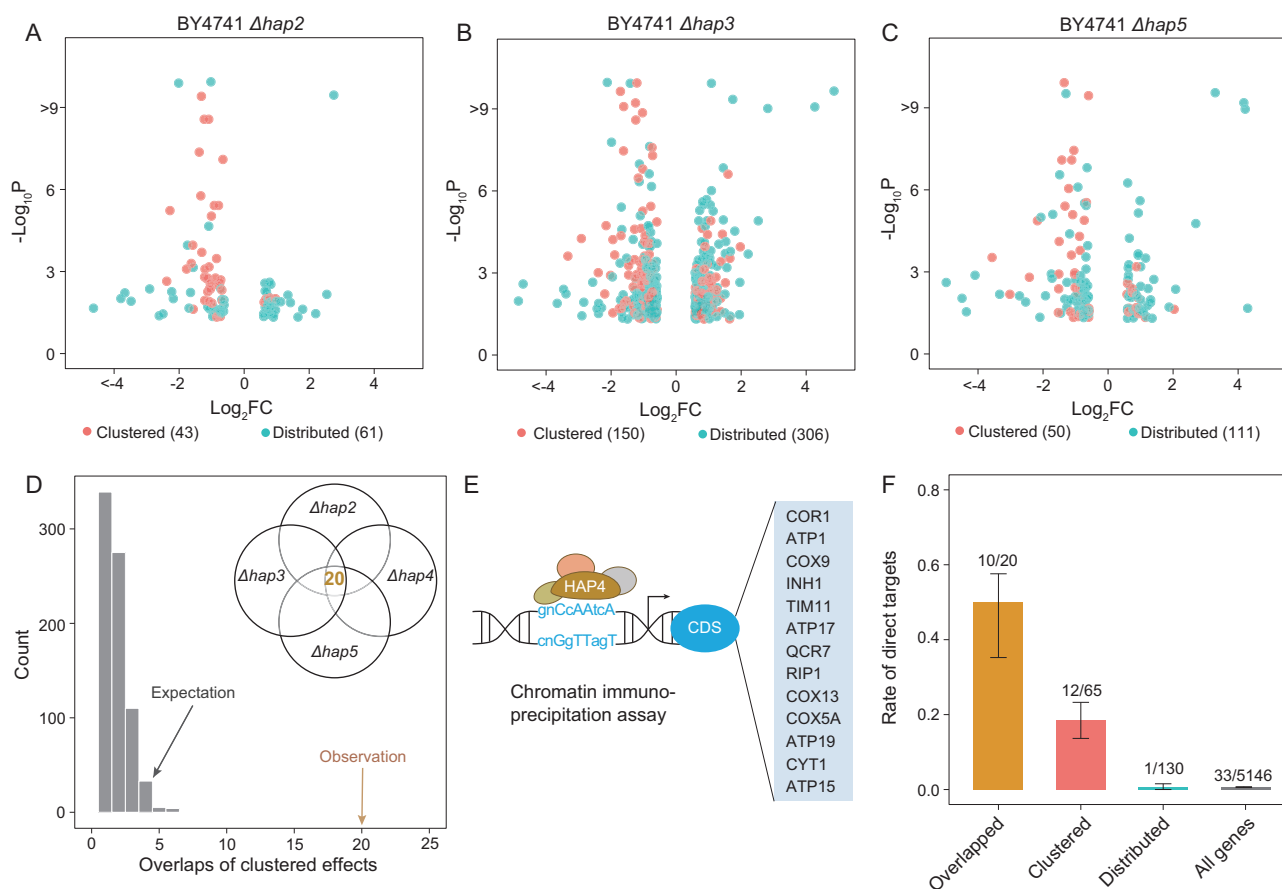 A
BY4741 Δhap2
-Log10P
>9
6
3
0
<-4
-2
0
2
4
Log2FC
Clustered (43)
Distributed (61)
B
BY4741 Δhap3
-Log10P
>9
6
3
0
<-4
-2
0
2
4
Log2FC
Clustered (150)
Distributed (306)
C
BY4741 Δhap5
-Log10P
>9
6
3
0
<-4
-2
0
2
4
Log2FC
Clustered (50)
Distributed (111)
D
Count
300
200
100
0
0
5
10
15
20
25
Overlaps of clustered effects
Expectation
Observation
Δhap2
Δhap3
20
Δhap4
Δhap5
E
HAP4
gnCcAAtcA
cnGgTTagT
CDS
Chromatin immuno-
precipitation assay
COR1
ATP1
COX9
INH1
TIM11
ATP17
QCR7
RIP1
COX13
COX5A
ATP19
CYT1
ATP15
F
Rate of direct targets
0.8
0.6
0.4
0.2
0.0
10/20
12/65
1/130
33/5146
Overlapped
Clustered
Distributed
All genes